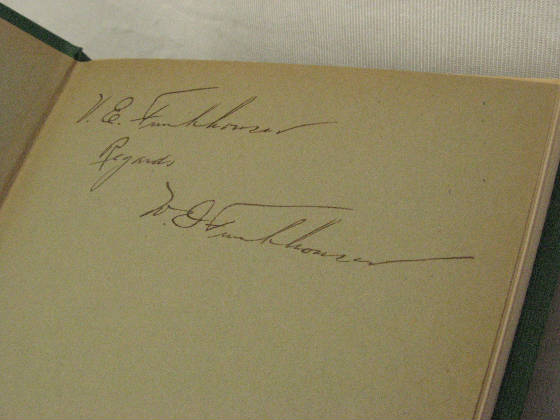 V. E. Funkhouser
Regards
W. D. Funkhouser